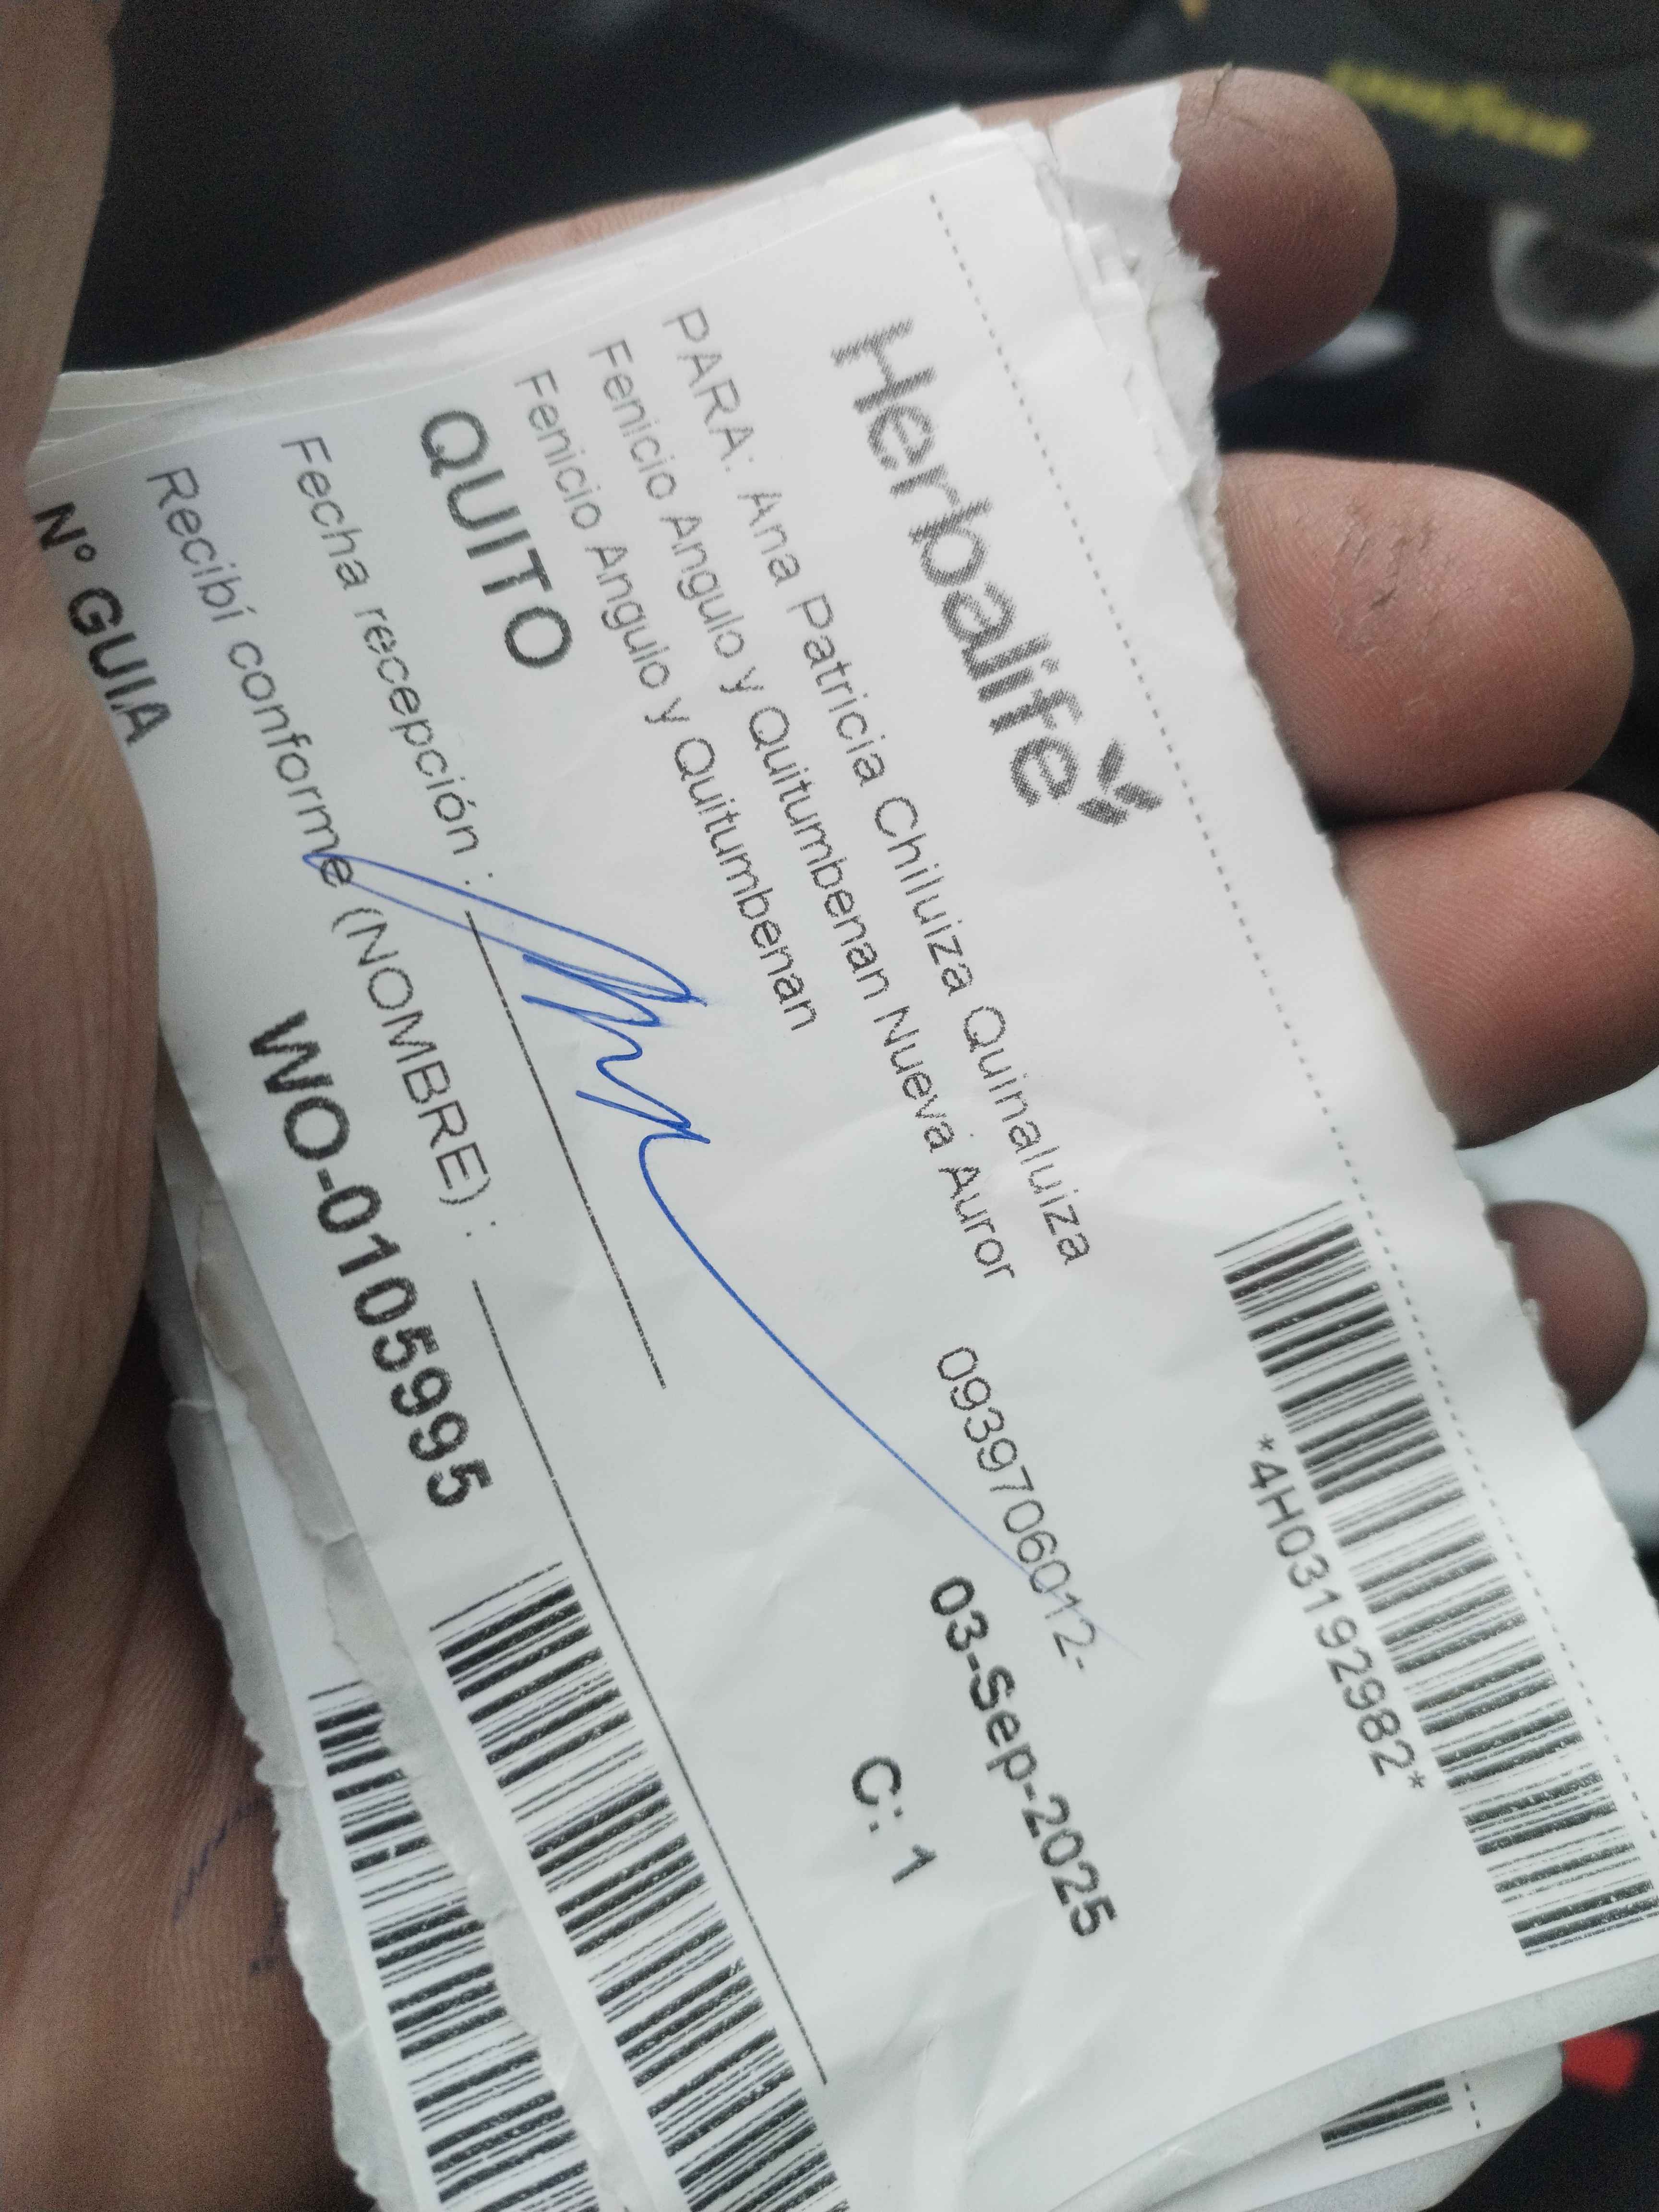 *4H03192982*
Herbalife
PARA: Ana Patricia Chiluiza Quinaluiza
Fenicio Angulo y Quitumbenan Nueva Auror 0939706012-
Fenicio Angulo y Quitumbenan
03-Sep-2025
QUITO
C: 1
Fecha recepción :
Recibí conforme (NOMBRE) :
N° GUIA WO-0105995